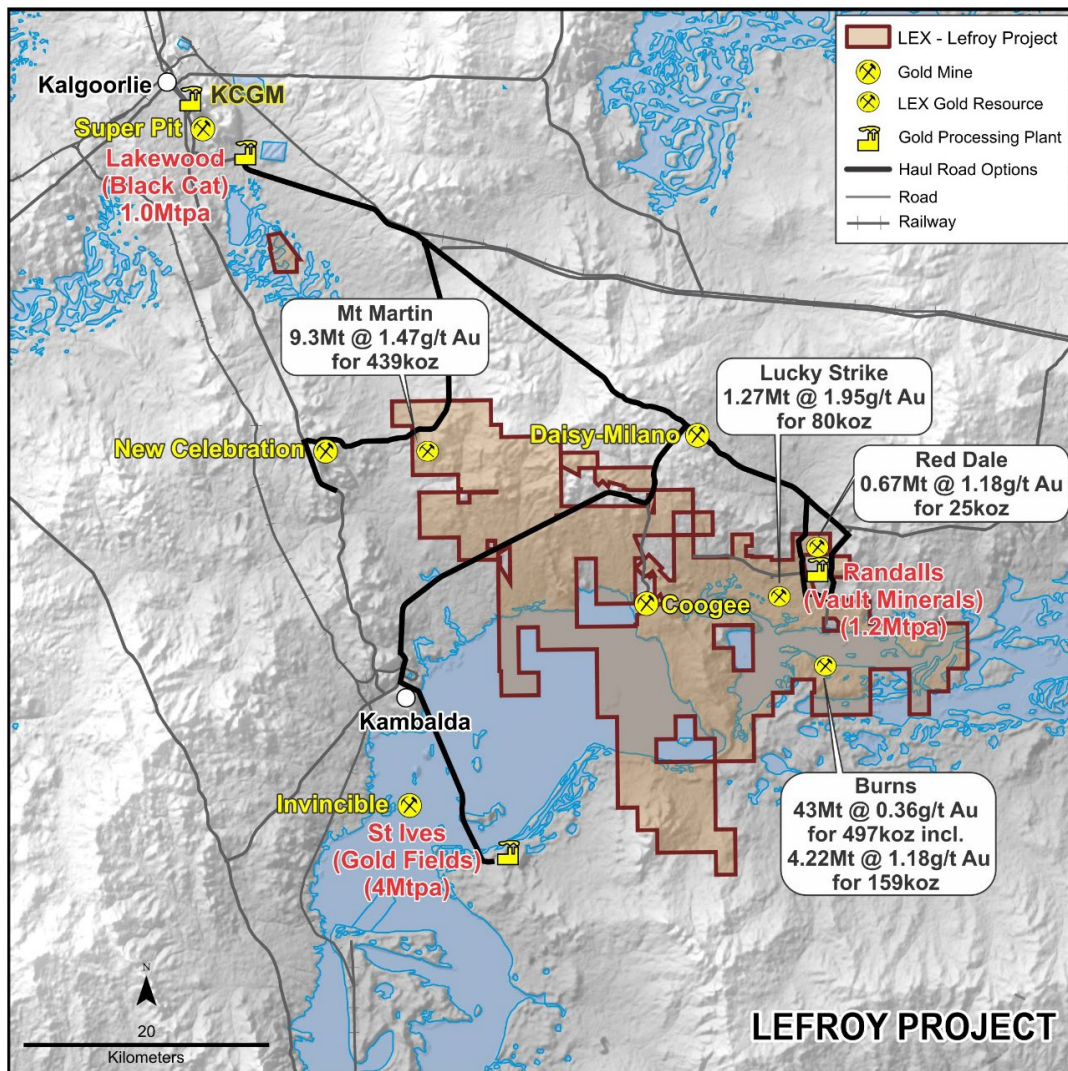 LEX - Lefroy Project
Gold Mine
LEX Gold Resource
Gold Processing Plant
Haul Road Options
Road
Railway
Kalgoorlie
KCGM
Super Pit
Lakewood
(Black Cat)
1.0Mtpa
Mt Martin
9.3Mt @ 1.47g/t Au
for 439koz
Lucky Strike
1.27Mt @ 1.95g/t Au
for 80koz
New Celebration
Daisy-Milano
Red Dale
0.67Mt @ 1.18g/t Au
for 25koz
Randalls
(Vault Minerals)
(1.2Mtpa)
Coogee
Kambalda
Invincible
St Ives
(Gold Fields)
(4Mtpa)
Burns
43Mt @ 0.36g/t Au
for 497koz incl.
4.22Mt @ 1.18g/t Au
for 159koz
N
20
Kilometers
LEFROY PROJECT